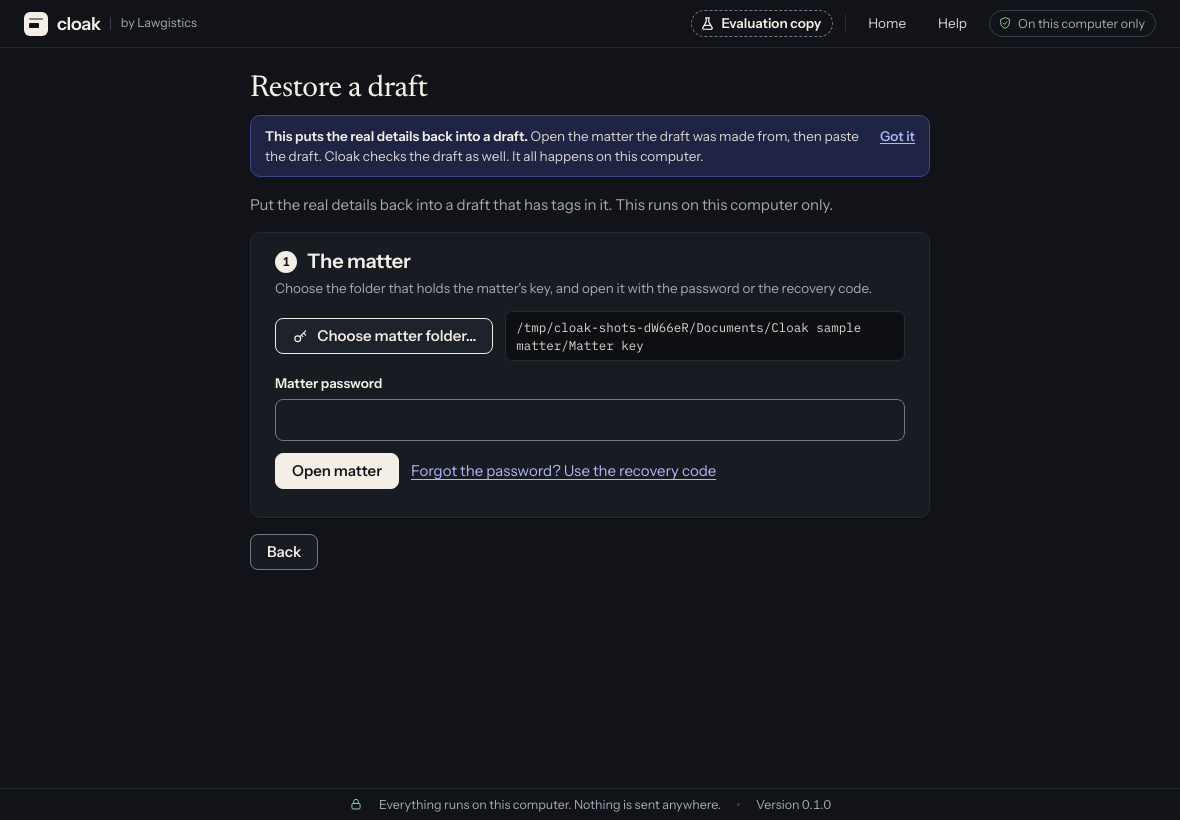 cloak by Lawgistics Evaluation copy Home Help On this computer only
Restore a draft
This puts the real details back into a draft. Open the matter the draft was made from, then paste Got it
the draft. Cloak checks the draft as well. It all happens on this computer.
Put the real details back into a draft that has tags in it. This runs on this computer only.
1 The matter
Choose the folder that holds the matter's key, and open it with the password or the recovery code.
Choose matter folder... /tmp/cloak-shots-dW66eR/Documents/Cloak sample
matter/Matter key
Matter password
Open matter Forgot the password? Use the recovery code
Back
Everything runs on this computer. Nothing is sent anywhere. • Version 0.1.0